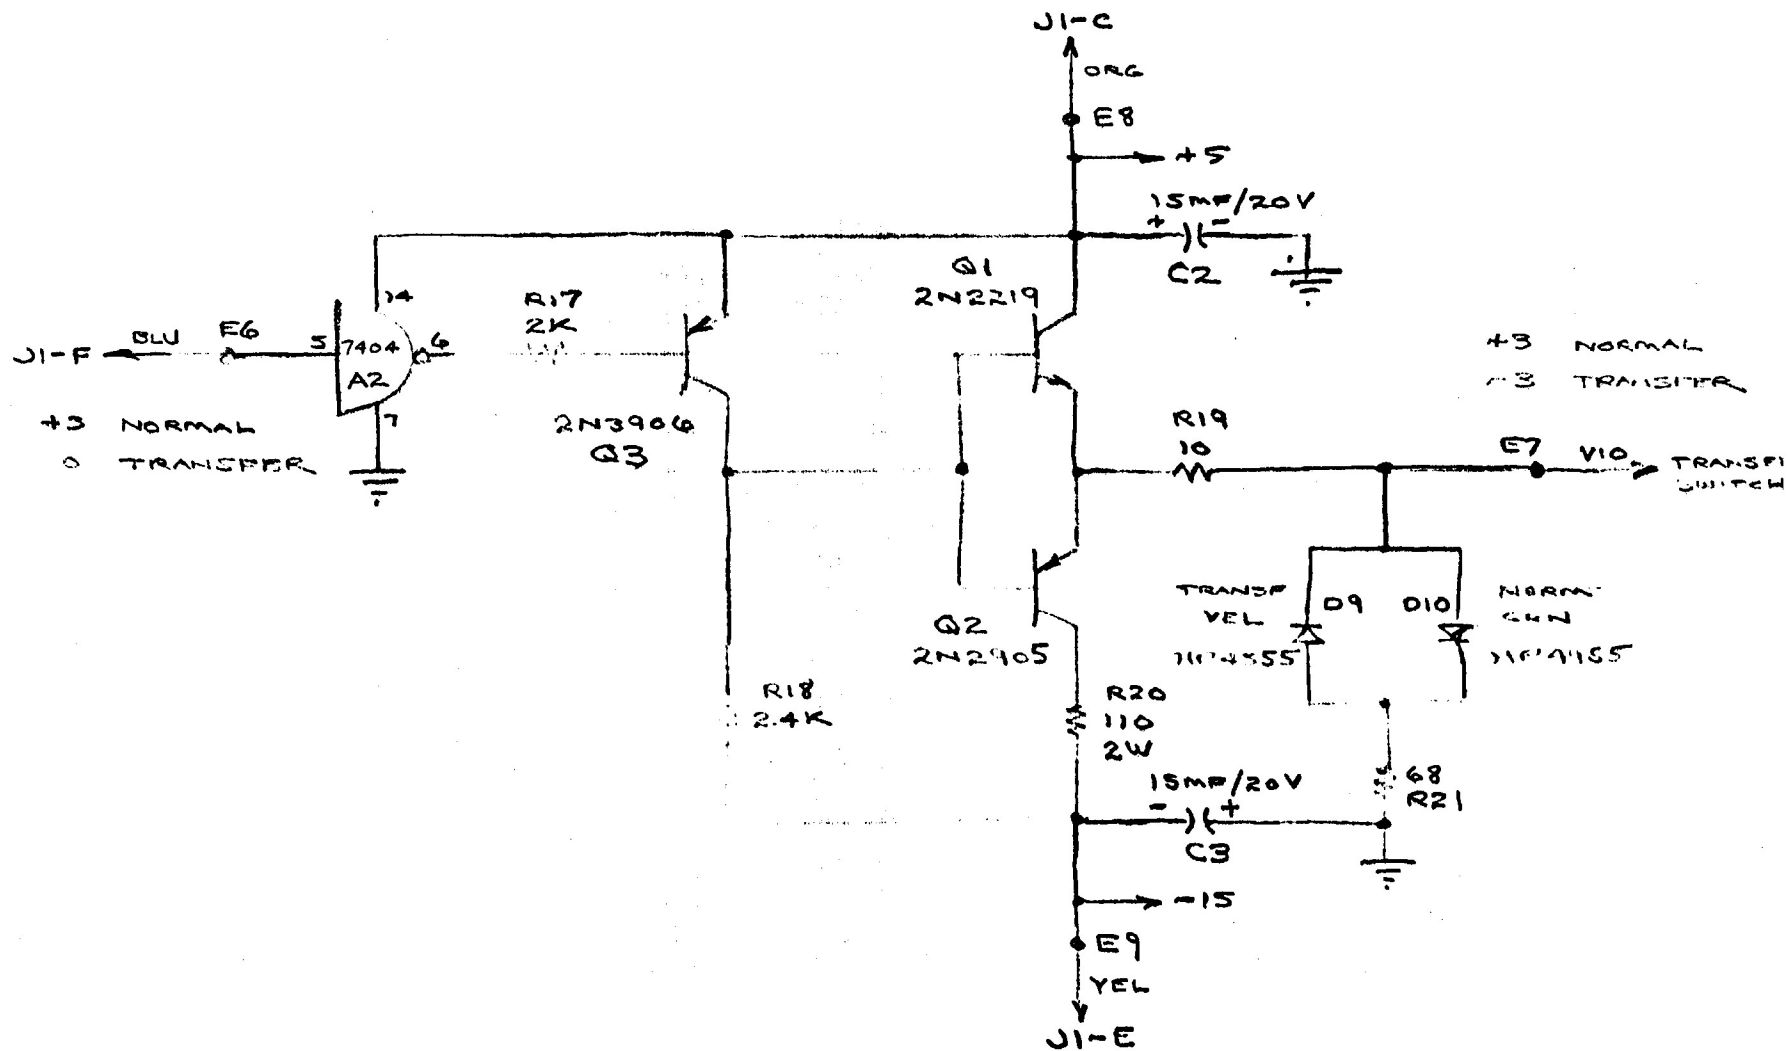 J1-C
ORG
E8
+5
15MF/20V
+ -
C2
Q1
2N2219
14
R17
2K
J1-F
BLU
E6
5
7404
A2
6
7
+3 NORMAL
0 TRANSFER
2N3906
Q3
+3 NORMAL
-3 TRANSFER
R19
10
E7
V10
SWITCH
Q2
2N2905
TRANSF
YEL
D9
D10
GRN
R18
2.4K
R20
110
2W
15MF/20V
- +
C3
68
R21
-15
E9
YEL
J1-E